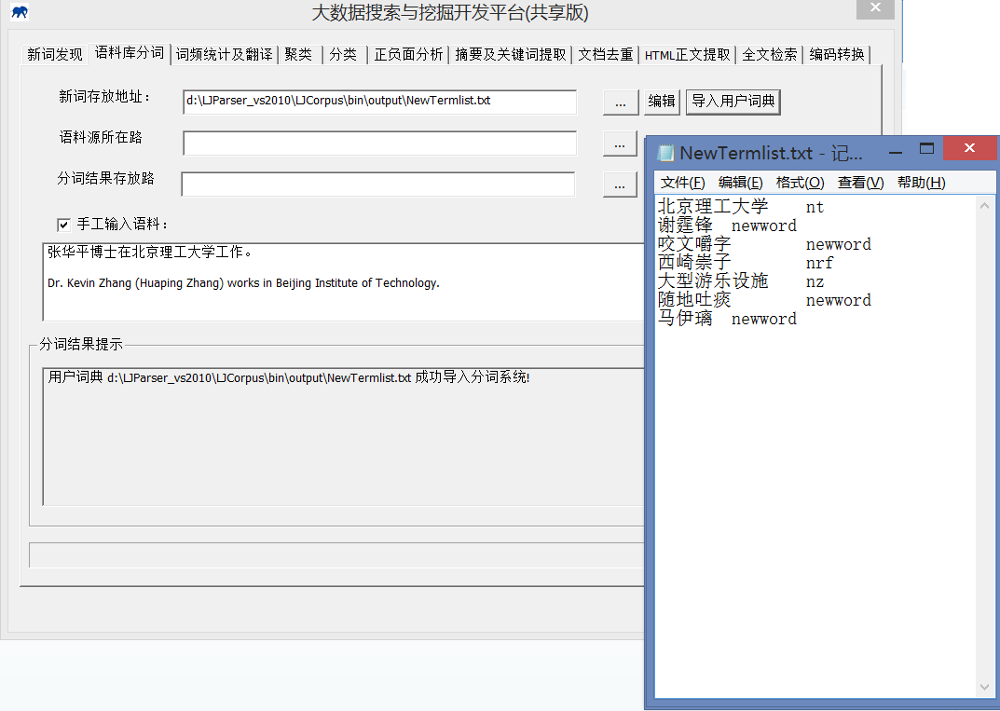 大数据搜索与挖掘开发平台(共享版)
新词发现 语料库分词 词频统计及翻译 聚类 分类 正负面分析 摘要及关键词提取 文档去重 HTML正文提取 全文检索 编码转换
新词存放地址： d:\LJParser_vs2010\LJCorpus\bin\output\NewTermlist.txt ... 编辑 导入用户词典
语料源所在路 ...
分词结果存放路 ...
手工输入语料：
张华平博士在北京理工大学工作。
Dr. Kevin Zhang (Huaping Zhang) works in Beijing Institute of Technology.
分词结果提示
用户词典 d:\LJParser_vs2010\LJCorpus\bin\output\NewTermlist.txt 成功导入分词系统!
NewTermlist.txt - 记...
文件(F) 编辑(E) 格式(O) 查看(V) 帮助(H)
北京理工大学 nt
谢霆锋 newword
咬文嚼字 newword
西崎崇子 nrf
大型游乐设施 nz
随地吐痰 newword
马伊璃 newword